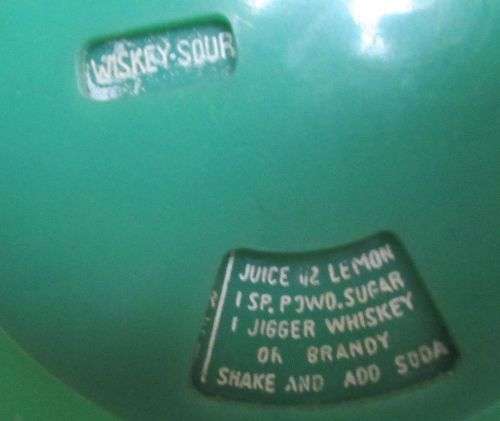 WISKEY-SOUR
JUICE 1/2 LEMON
1 SP. POWD. SUGAR
1 JIGGER WHISKEY
OR BRANDY
SHAKE AND ADD SODA